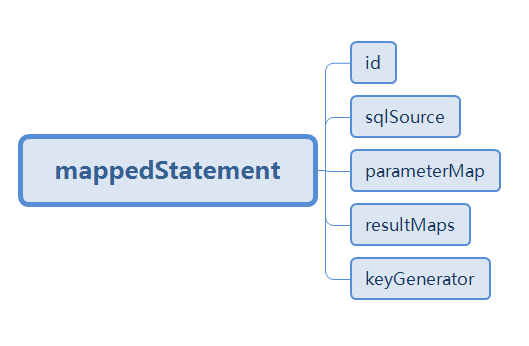 mappedStatement
id
sqlSource
parameterMap
resultMaps
keyGenerator